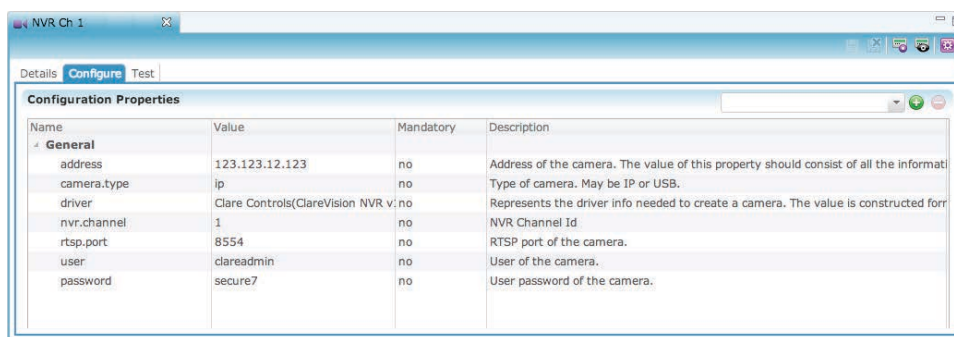 NVR Ch 1
Details Configure Test
Configuration Properties
Name Value Mandatory Description
General
address 123.123.12.123 no Address of the camera. The value of this property should consist of all the informati
camera.type ip no Type of camera. May be IP or USB.
driver Clare Controls(ClareVision NVR v no Represents the driver info needed to create a camera. The value is constructed forr
nvr.channel 1 no NVR Channel Id
rtsp.port 8554 no RTSP port of the camera.
user clareadmin no User of the camera.
password secure7 no User password of the camera.